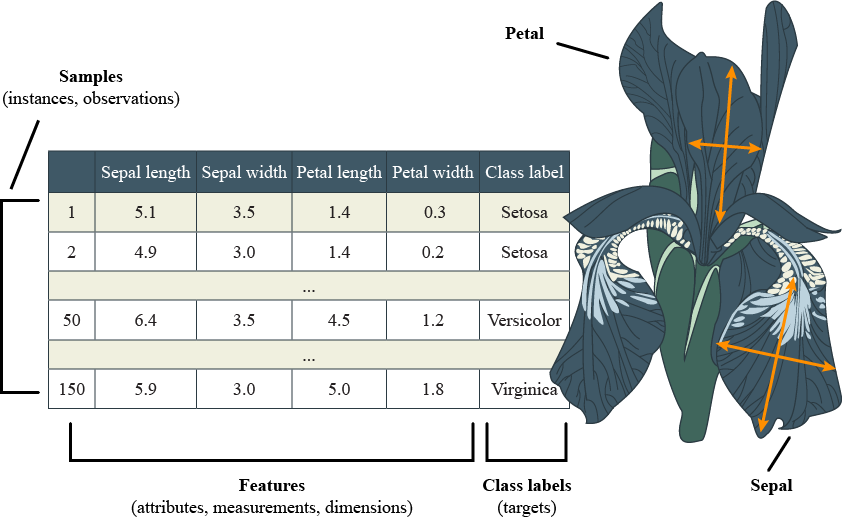 Petal
Samples
(instances, observations)
Sepal length Sepal width Petal length Petal width Class label
1 5.1 3.5 1.4 0.3 Setosa
2 4.9 3.0 1.4 0.2 Setosa
...
50 6.4 3.5 4.5 1.2 Versicolor
...
150 5.9 3.0 5.0 1.8 Virginica
Features
(attributes, measurements, dimensions)
Class labels
(targets)
Sepal